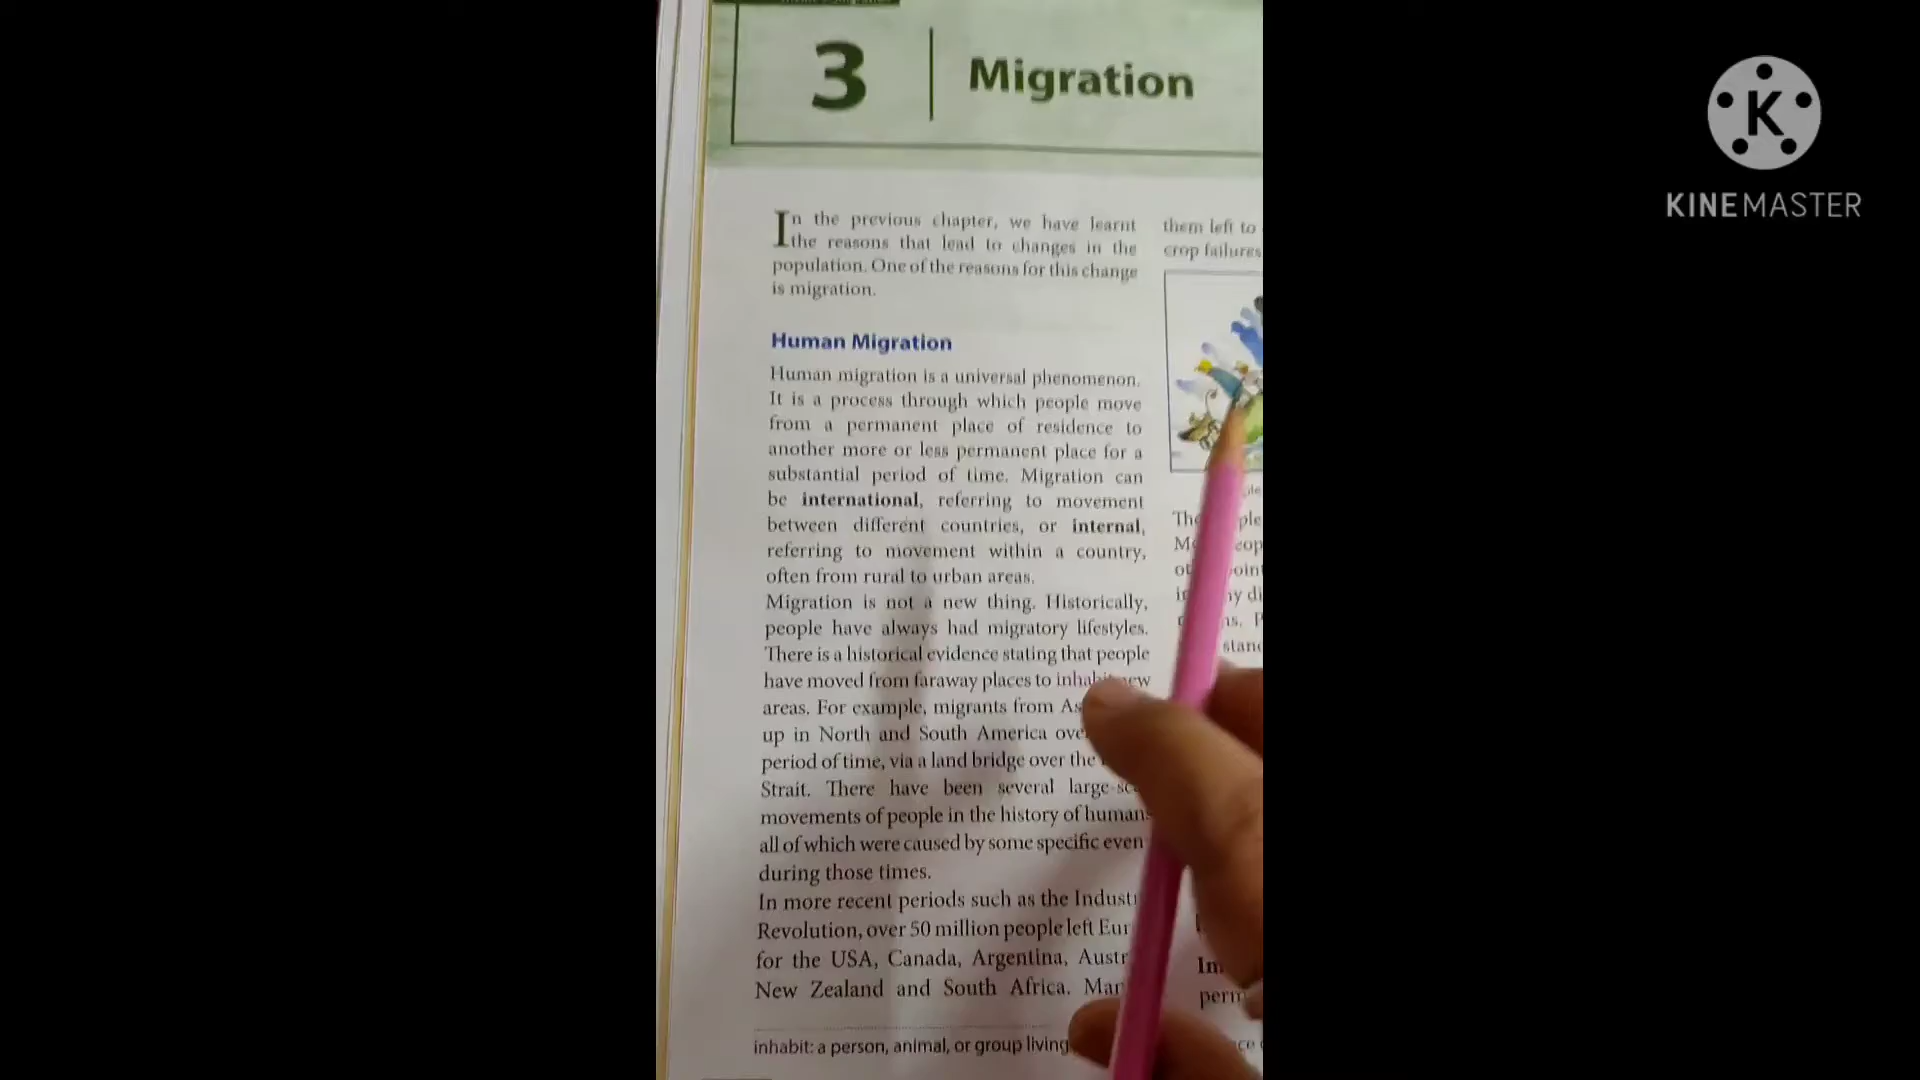 3
Migration
In the previous chapter, we have learnt
the reasons that lead to changes in the
population. One of the reasons for this change
is migration.
Human Migration
Human migration is a universal phenomenon.
It is a process through which people move
from a permanent place of residence to
another more or less permanent place for a
substantial period of time. Migration can
be international, referring to movement
between different countries, or internal,
referring to movement within a country,
often from rural to urban areas.
Migration is not a new thing. Historically,
people have always had migratory lifestyles.
There is a historical evidence stating that people
have moved from faraway places to inhabit new
areas. For example, migrants from
up in North and South America
period of time, via a land bridge over the
Strait. There have been several
movements of people in the history of humans
all of which were caused by some specific
during those times.
In more recent periods such as the
Revolution, over 50 million people left
for the USA, Canada, Argentina,
New Zealand and South Africa.
inhabit: a person, animal, or group living
them left to
crop failures
KINEMASTER